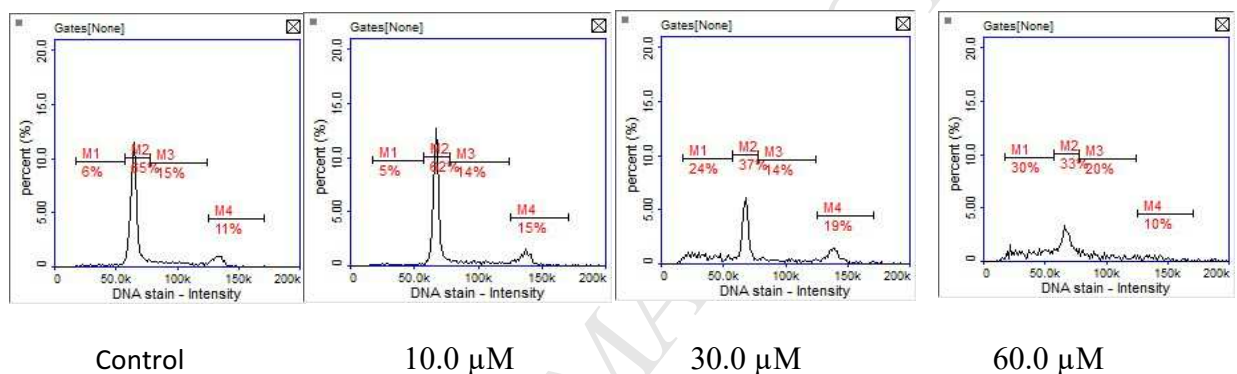 Gates[None]
percent (%)
20.0
15.0
10.0
5.00
0
M1
6%
M2
65%
M3
15%
M4
11%
0 50.0k 100k 150k 200k
DNA stain - Intensity
Control
Gates[None]
percent (%)
20.0
15.0
10.0
5.00
0
M1
5%
M2
62%
M3
14%
M4
15%
0 50.0k 100k 150k 200k
DNA stain - Intensity
10.0 µM
Gates[None]
percent (%)
20.0
15.0
10.0
5.00
0
M1
24%
M2
37%
M3
14%
M4
19%
0 50.0k 100k 150k 200k
DNA stain - Intensity
30.0 µM
Gates[None]
percent (%)
20.0
15.0
10.0
5.00
0
M1
30%
M2
33%
M3
20%
M4
10%
0 50.0k 100k 150k 200k
DNA stain - Intensity
60.0 µM